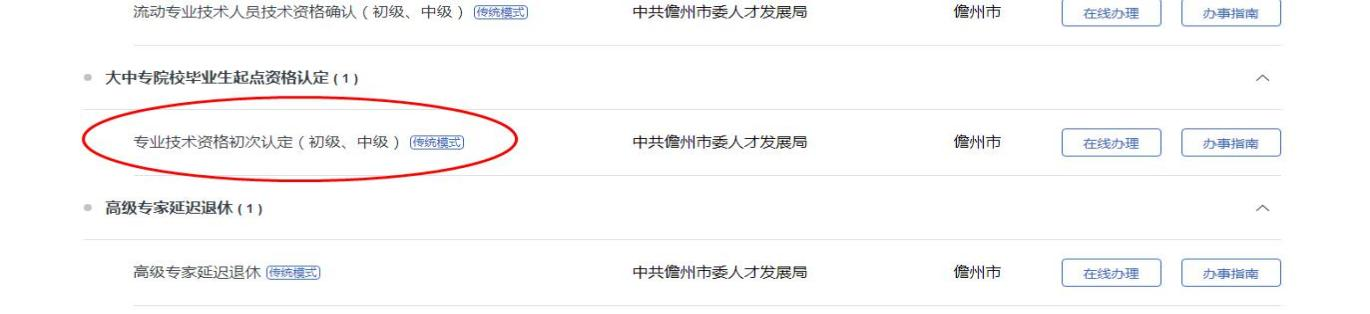 流动专业技术人员技术资格确认（初级、中级） 传统模式 中共儋州市委人才发展局 儋州市 在线办理 办事指南
大中专院校毕业生起点资格认定 ( 1 )
专业技术资格初次认定（初级、中级） 传统模式 中共儋州市委人才发展局 儋州市 在线办理 办事指南
高级专家延迟退休 ( 1 )
高级专家延迟退休 传统模式 中共儋州市委人才发展局 儋州市 在线办理 办事指南